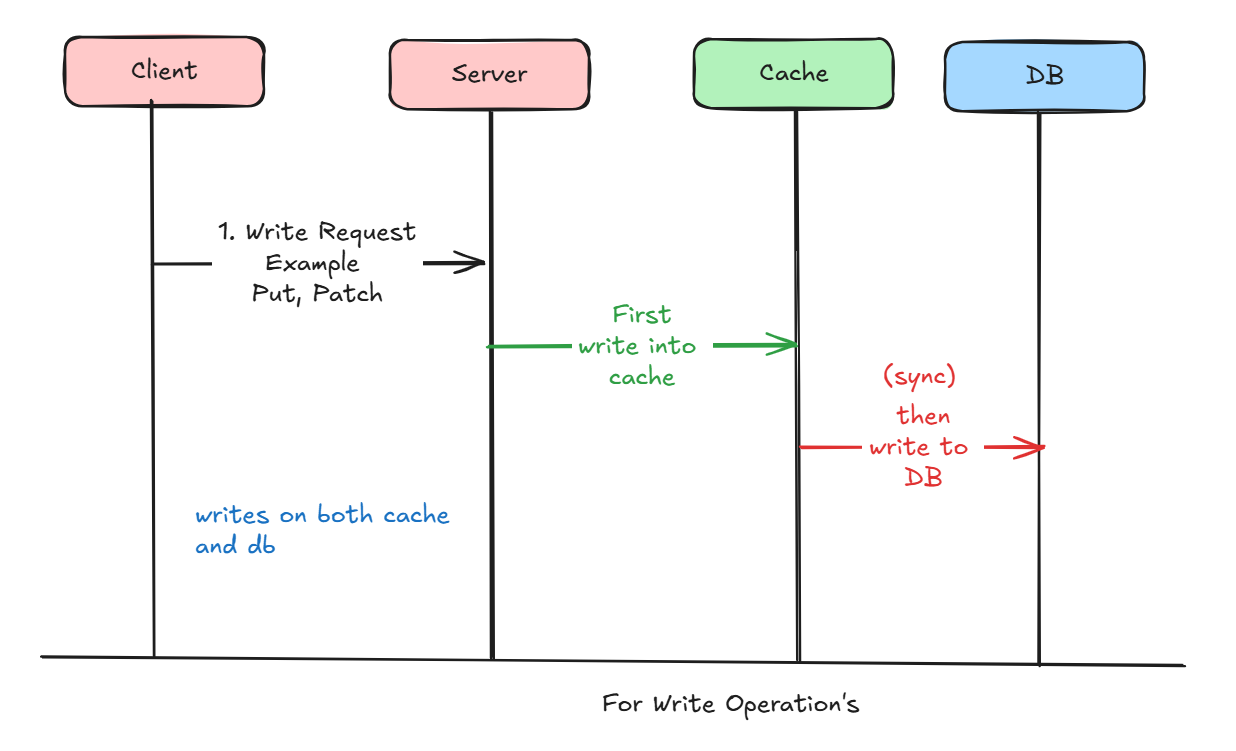 Client
Server
Cache
DB
1. Write Request
Example
Put, Patch
First
write into
cache
(sync)
then
write to
DB
writes on both cache
and db
For Write Operation's